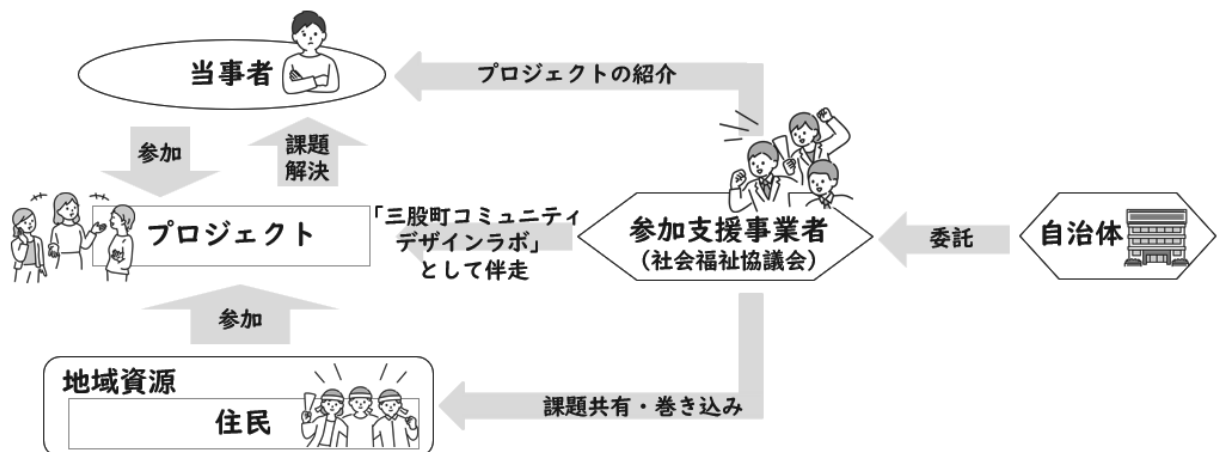 当事者
プロジェクトの紹介
参加
課題
解決
プロジェクト
「三股町コミュニティ
デザインラボ」
として伴走
参加支援事業者
（社会福祉協議会）
委託
自治体
参加
地域資源
住民
課題共有・巻き込み